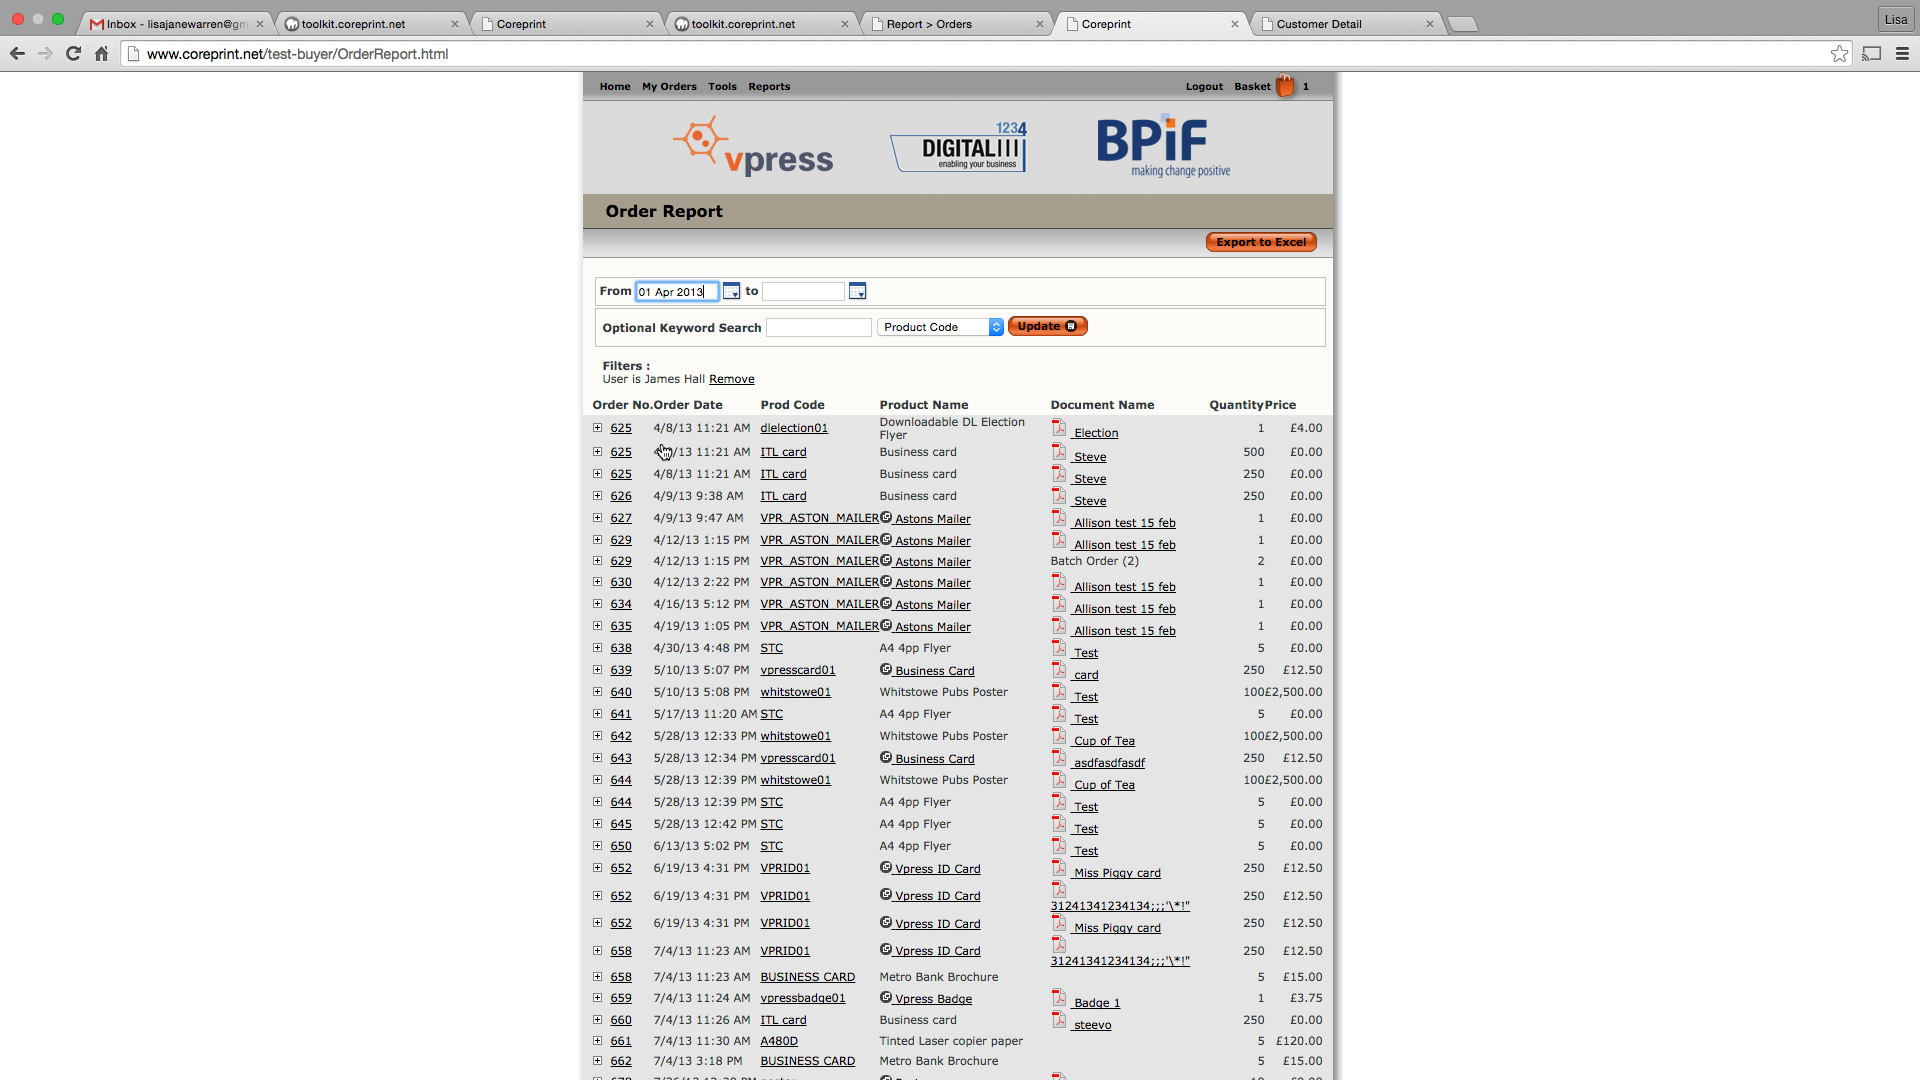 Inbox - lisajanewarren@gm
toolkit.coreprint.net
Coreprint
toolkit.coreprint.net
Report > Orders
Coreprint
Customer Detail
Lisa
www.coreprint.net/test-buyer/OrderReport.html
Home My Orders Tools Reports Logout Basket 1
vpress
1234
DIGITAL
enabling your business
BPiF
making change positive
Order Report
Export to Excel
From 01 Apr 2013 to
Optional Keyword Search Product Code Update
Filters :
User is James Hall Remove
Order No. Order Date Prod Code Product Name Document Name Quantity Price
625 4/8/13 11:21 AM dlelection01 Downloadable DL Election Flyer Election 1 £4.00
625 /13 11:21 AM ITL card Business card Steve 500 £0.00
625 4/8/13 11:21 AM ITL card Business card Steve 250 £0.00
626 4/9/13 9:38 AM ITL card Business card Steve 250 £0.00
627 4/9/13 9:47 AM VPR_ASTON_MAILER Astons Mailer Allison test 15 feb 1 £0.00
629 4/12/13 1:15 PM VPR_ASTON_MAILER Astons Mailer Allison test 15 feb 1 £0.00
629 4/12/13 1:15 PM VPR_ASTON_MAILER Astons Mailer Batch Order (2) 2 £0.00
630 4/12/13 2:22 PM VPR_ASTON_MAILER Astons Mailer Allison test 15 feb 1 £0.00
634 4/16/13 5:12 PM VPR_ASTON_MAILER Astons Mailer Allison test 15 feb 1 £0.00
635 4/19/13 1:05 PM VPR_ASTON_MAILER Astons Mailer Allison test 15 feb 1 £0.00
638 4/30/13 4:48 PM STC A4 4pp Flyer Test 5 £0.00
639 5/10/13 5:07 PM vpresscard01 Business Card card 250 £12.50
640 5/10/13 5:08 PM whitstowe01 Whitstowe Pubs Poster Test 100 £2,500.00
641 5/17/13 11:20 AM STC A4 4pp Flyer Test 5 £0.00
642 5/28/13 12:33 PM whitstowe01 Whitstowe Pubs Poster Cup of Tea 100 £2,500.00
643 5/28/13 12:34 PM vpresscard01 Business Card asdfasdfasdf 250 £12.50
644 5/28/13 12:39 PM whitstowe01 Whitstowe Pubs Poster Cup of Tea 100 £2,500.00
644 5/28/13 12:39 PM STC A4 4pp Flyer Test 5 £0.00
645 5/28/13 12:42 PM STC A4 4pp Flyer Test 5 £0.00
650 6/13/13 5:02 PM STC A4 4pp Flyer Test 5 £0.00
652 6/19/13 4:31 PM VPRID01 Vpress ID Card Miss Piggy card 250 £12.50
652 6/19/13 4:31 PM VPRID01 Vpress ID Card 31241341234134;;;'\*!" 250 £12.50
652 6/19/13 4:31 PM VPRID01 Vpress ID Card Miss Piggy card 250 £12.50
658 7/4/13 11:23 AM VPRID01 Vpress ID Card 31241341234134;;;'\*!" 250 £12.50
658 7/4/13 11:23 AM BUSINESS CARD Metro Bank Brochure 5 £15.00
659 7/4/13 11:24 AM vpressbadge01 Vpress Badge Badge 1 1 £3.75
660 7/4/13 11:26 AM ITL card Business card steevo 250 £0.00
661 7/4/13 11:30 AM A480D Tinted Laser copier paper 5 £120.00
662 7/4/13 3:18 PM BUSINESS CARD Metro Bank Brochure 5 £15.00